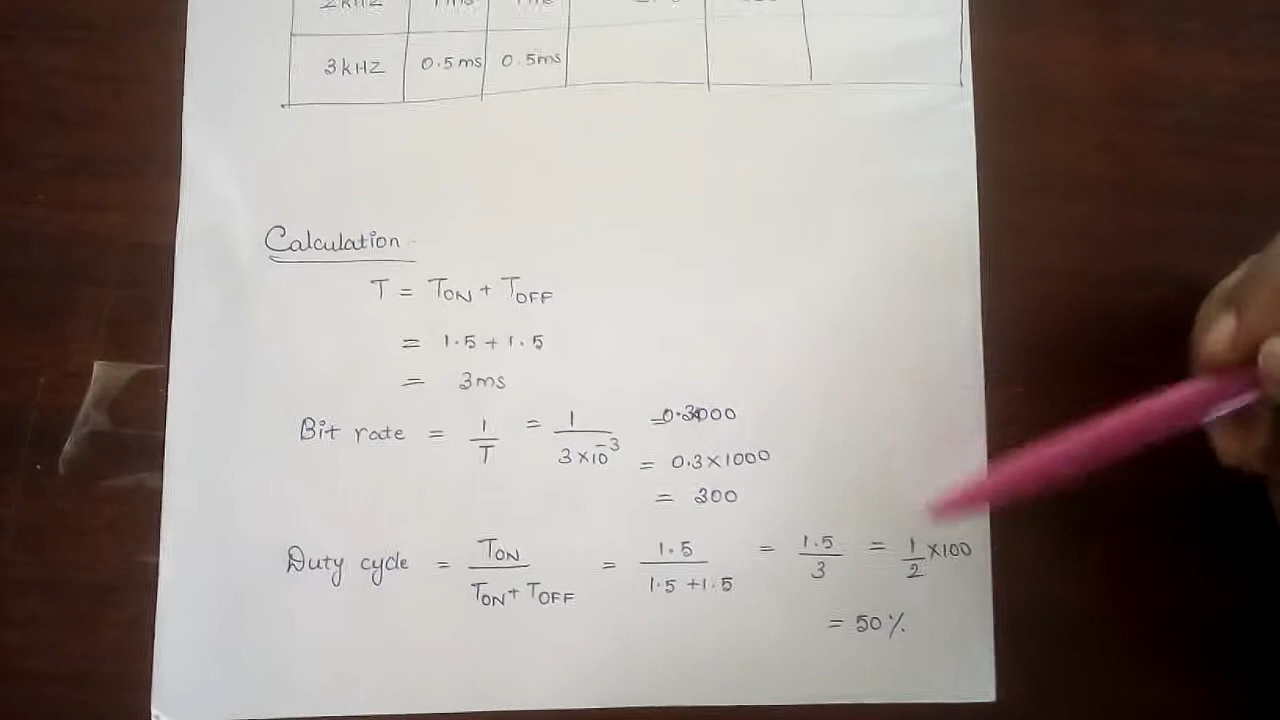 3kHZ 0.5ms 0.5ms
Calculation
T = TON + TOFF
= 1.5 + 1.5
= 3ms
Bit rate = 1/T = 1/3×10^-3
= 0.3×1000
= 300
Duty cycle = TON/TON+TOFF = 1.5/1.5+1.5 = 1.5/3 = 1/2×100
= 50%